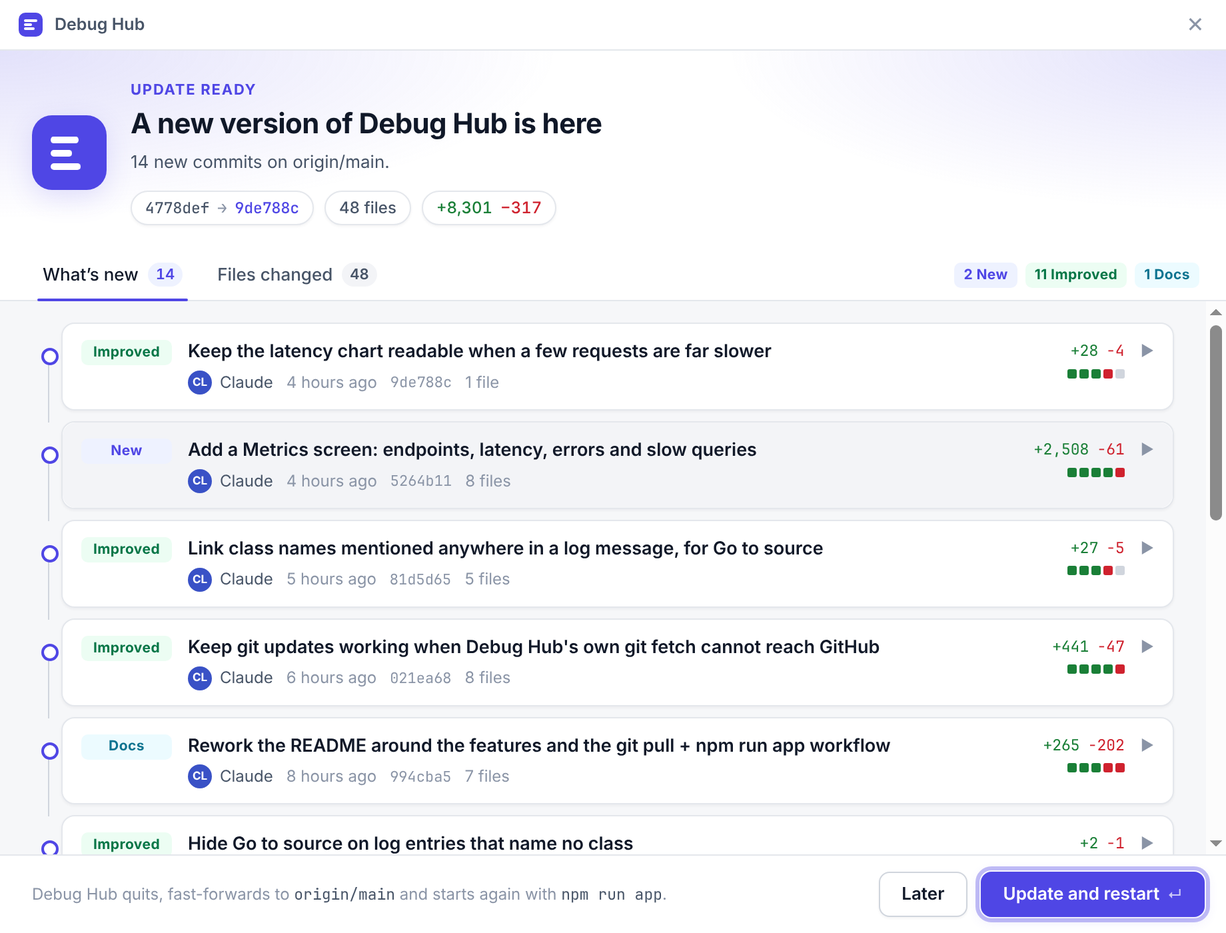 Debug Hub
UPDATE READY
A new version of Debug Hub is here
14 new commits on origin/main.
4778def → 9de788c 48 files +8,301 −317
What’s new 14 Files changed 48 2 New 11 Improved 1 Docs
Improved Keep the latency chart readable when a few requests are far slower +28 -4
CL Claude 4 hours ago 9de788c 1 file
New Add a Metrics screen: endpoints, latency, errors and slow queries +2,508 -61
CL Claude 4 hours ago 5264b11 8 files
Improved Link class names mentioned anywhere in a log message, for Go to source +27 -5
CL Claude 5 hours ago 81d5d65 5 files
Improved Keep git updates working when Debug Hub's own git fetch cannot reach GitHub +441 -47
CL Claude 6 hours ago 021ea68 8 files
Docs Rework the README around the features and the git pull + npm run app workflow +265 -202
CL Claude 8 hours ago 994cba5 7 files
Improved Hide Go to source on log entries that name no class +2 -1
Debug Hub quits, fast-forwards to origin/main and starts again with npm run app. Later Update and restart